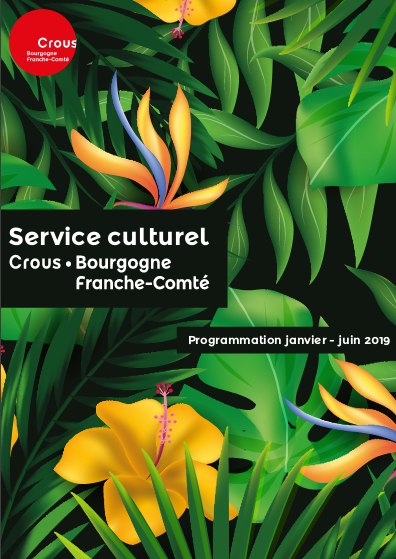 Crous
Bourgogne
Franche-Comté
Service culturel
Crous • Bourgogne
Franche-Comté
Programmation janvier - juin 2019